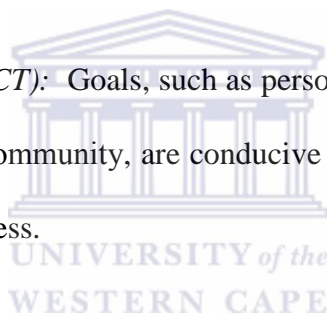 CT): Goals, such as perso
ommunity, are conducive
ess.
UNIVERSITY of the
WESTERN CAPE